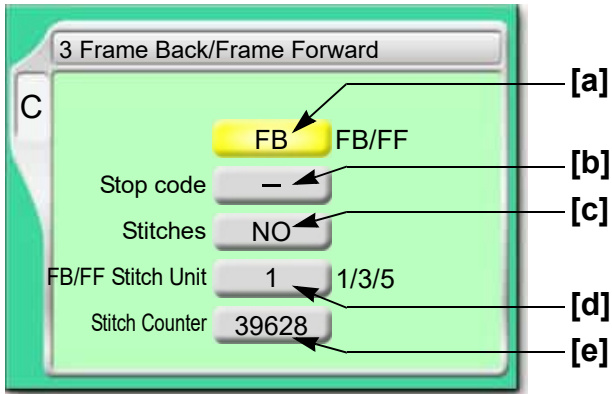 3 Frame Back/Frame Forward
[a]
C
FB FB/FF
[b]
Stop code –
[c]
Stitches NO
FB/FF Stitch Unit 1 1/3/5
[d]
Stitch Counter 39628
[e]